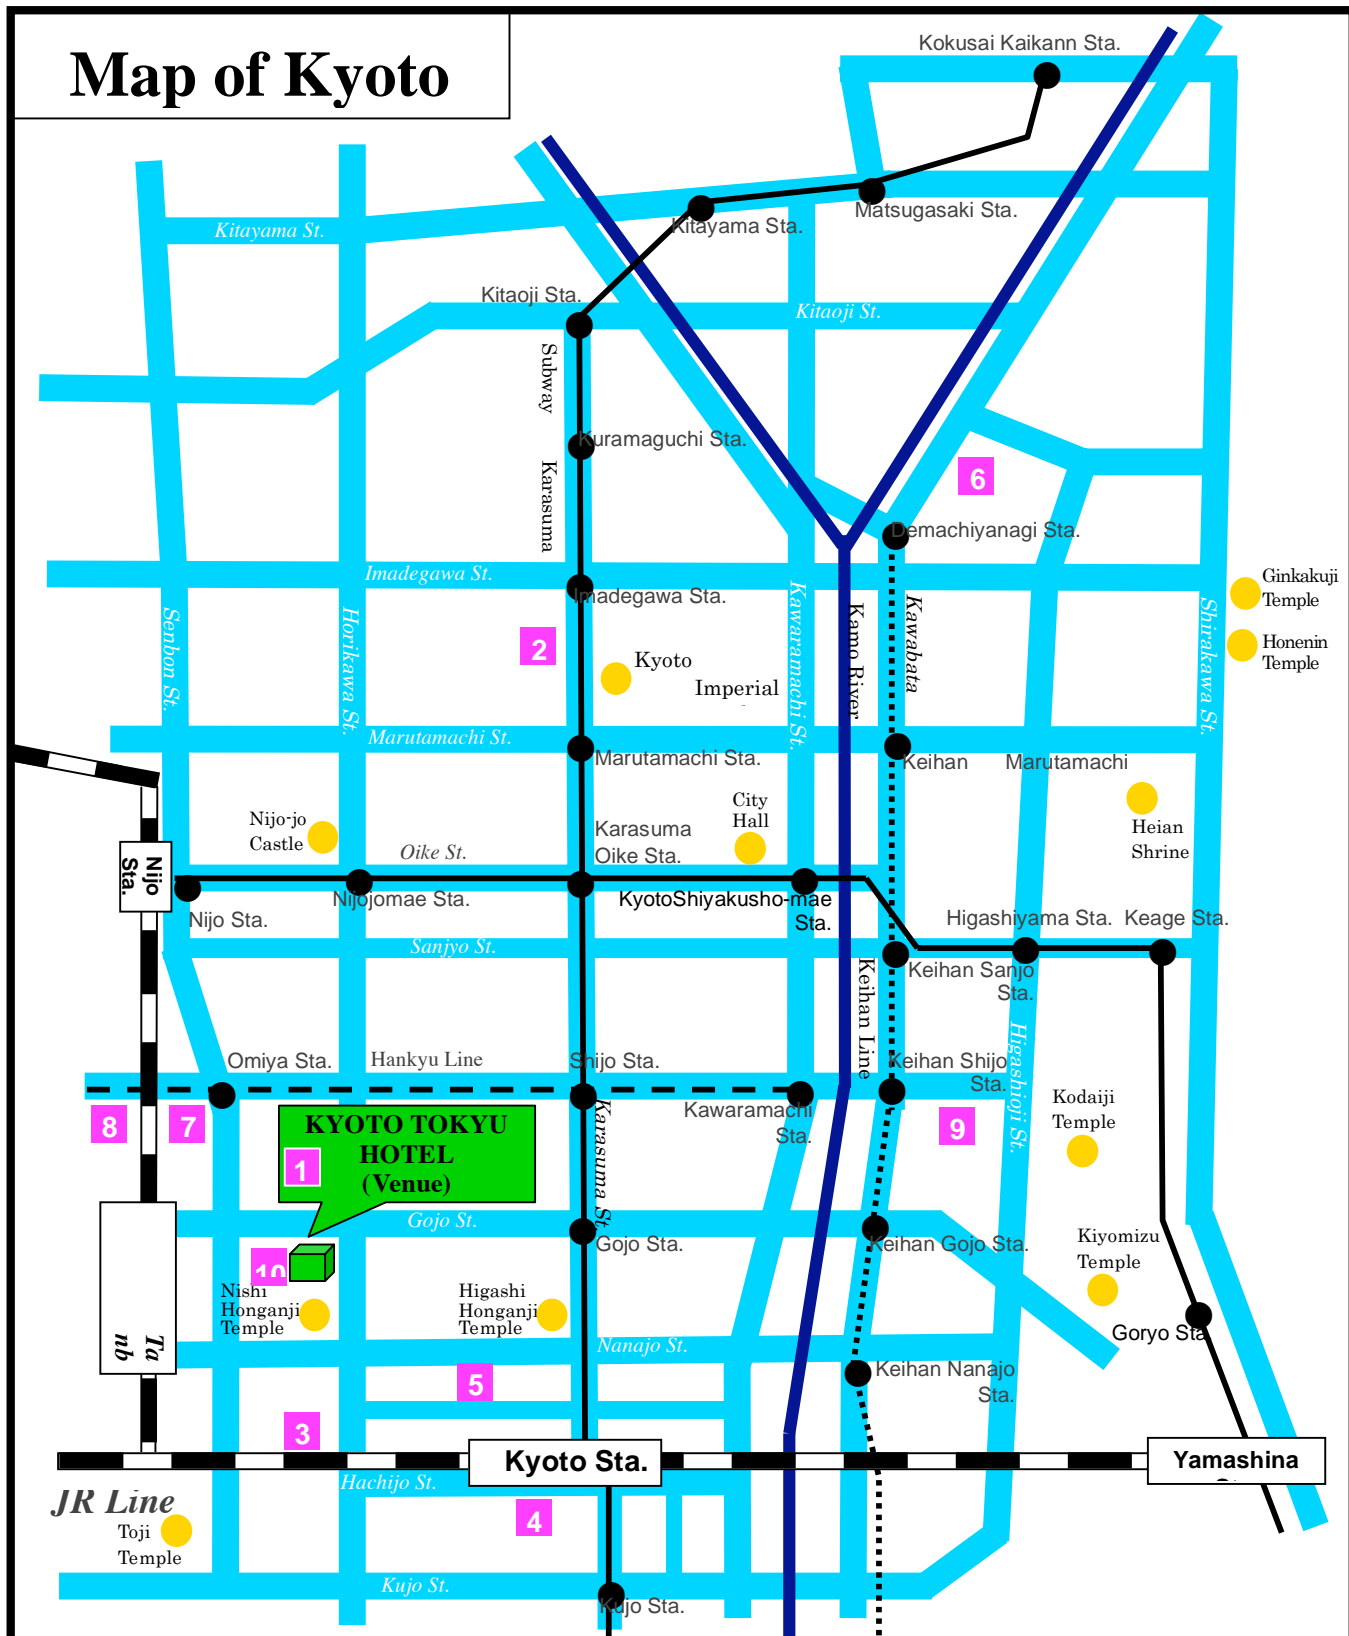 Map of Kyoto
Kokusai Kaikann Sta.
Matsugasaki Sta.
Kitayama Sta.
Kitayama St.
Kitaoji Sta.
Kitaoji St.
Subway
Karasuma
Kuramaguchi Sta.
6
Demachiyanagi Sta.
Imadegawa St.
Imadegawa Sta.
Ginkakuji
Temple
Honenin
Temple
Senbon St.
Horikawa St.
Kawaramachi St.
Kamo River
Kawabata
Shirakawa St.
2
Kyoto
Imperial
Marutamachi St.
Marutamachi Sta.
Keihan Marutamachi
Nijo-jo
Castle
City
Hall
Heian
Shrine
Karasuma
Oike Sta.
Oike St.
Nijo
Sta.
Nijo Sta.
Nijojomae Sta.
KyotoShiyakusho-mae
Sta.
Higashiyama Sta.
Keage Sta.
Sanjyo St.
Keihan Sanjo
Sta.
Keihan Line
Higashioji St.
Omiya Sta.
Hankyu Line
Shijo Sta.
Keihan Shijo
Sta.
Kawaramachi
Sta.
8
7
9
Kodaiji
Temple
KYOTO TOKYU
HOTEL
(Venue)
1
Karasuma St.
Gojo St.
Gojo Sta.
Keihan Gojo Sta.
Kiyomizu
Temple
10
Nishi
Honganji
Temple
Higashi
Honganji
Temple
Goryo Sta
Ta
nb
Nanajo St.
Keihan Nanajo
Sta.
5
3
Kyoto Sta.
Yamashina
Hachijo St.
JR Line
4
Toji
Temple
Kujo St.
Kujo Sta.